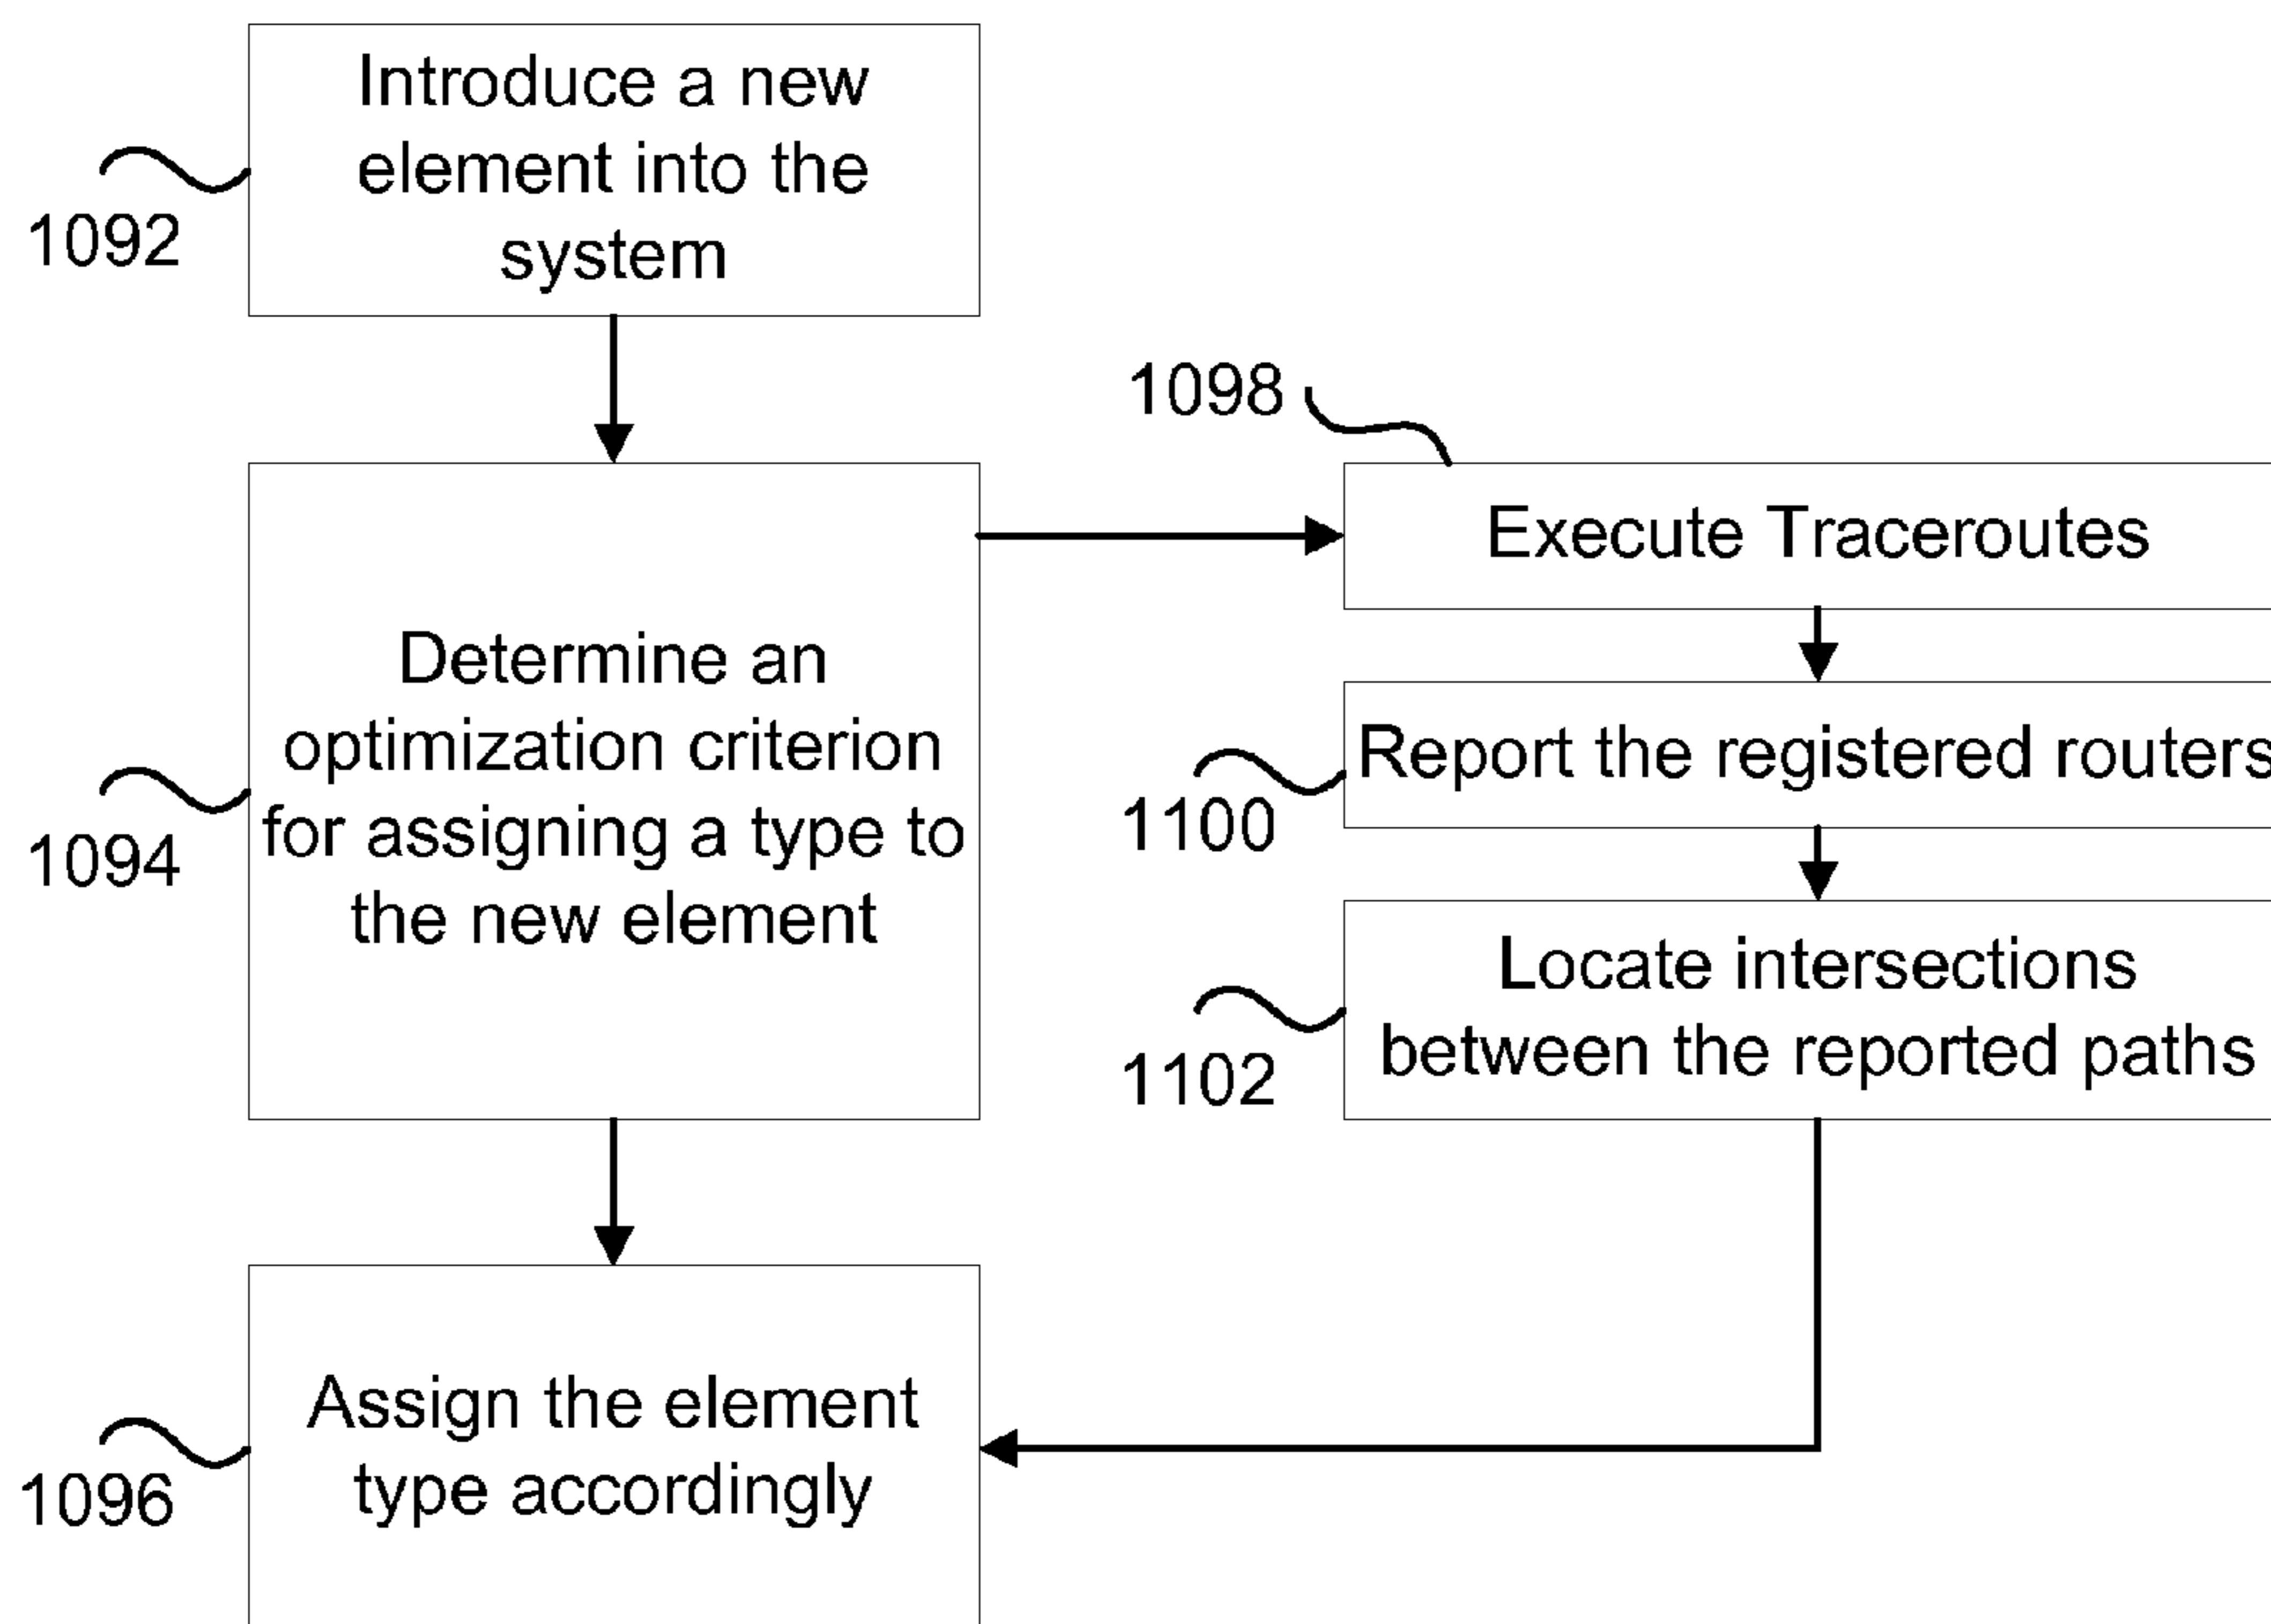 Introduce a new
element into the
system
1092
1098
Execute Traceroutes
Determine an
optimization criterion
for assigning a type to
the new element
1094
Report the registered routers
1100
Locate intersections
between the reported paths
1102
Assign the element
type accordingly
1096